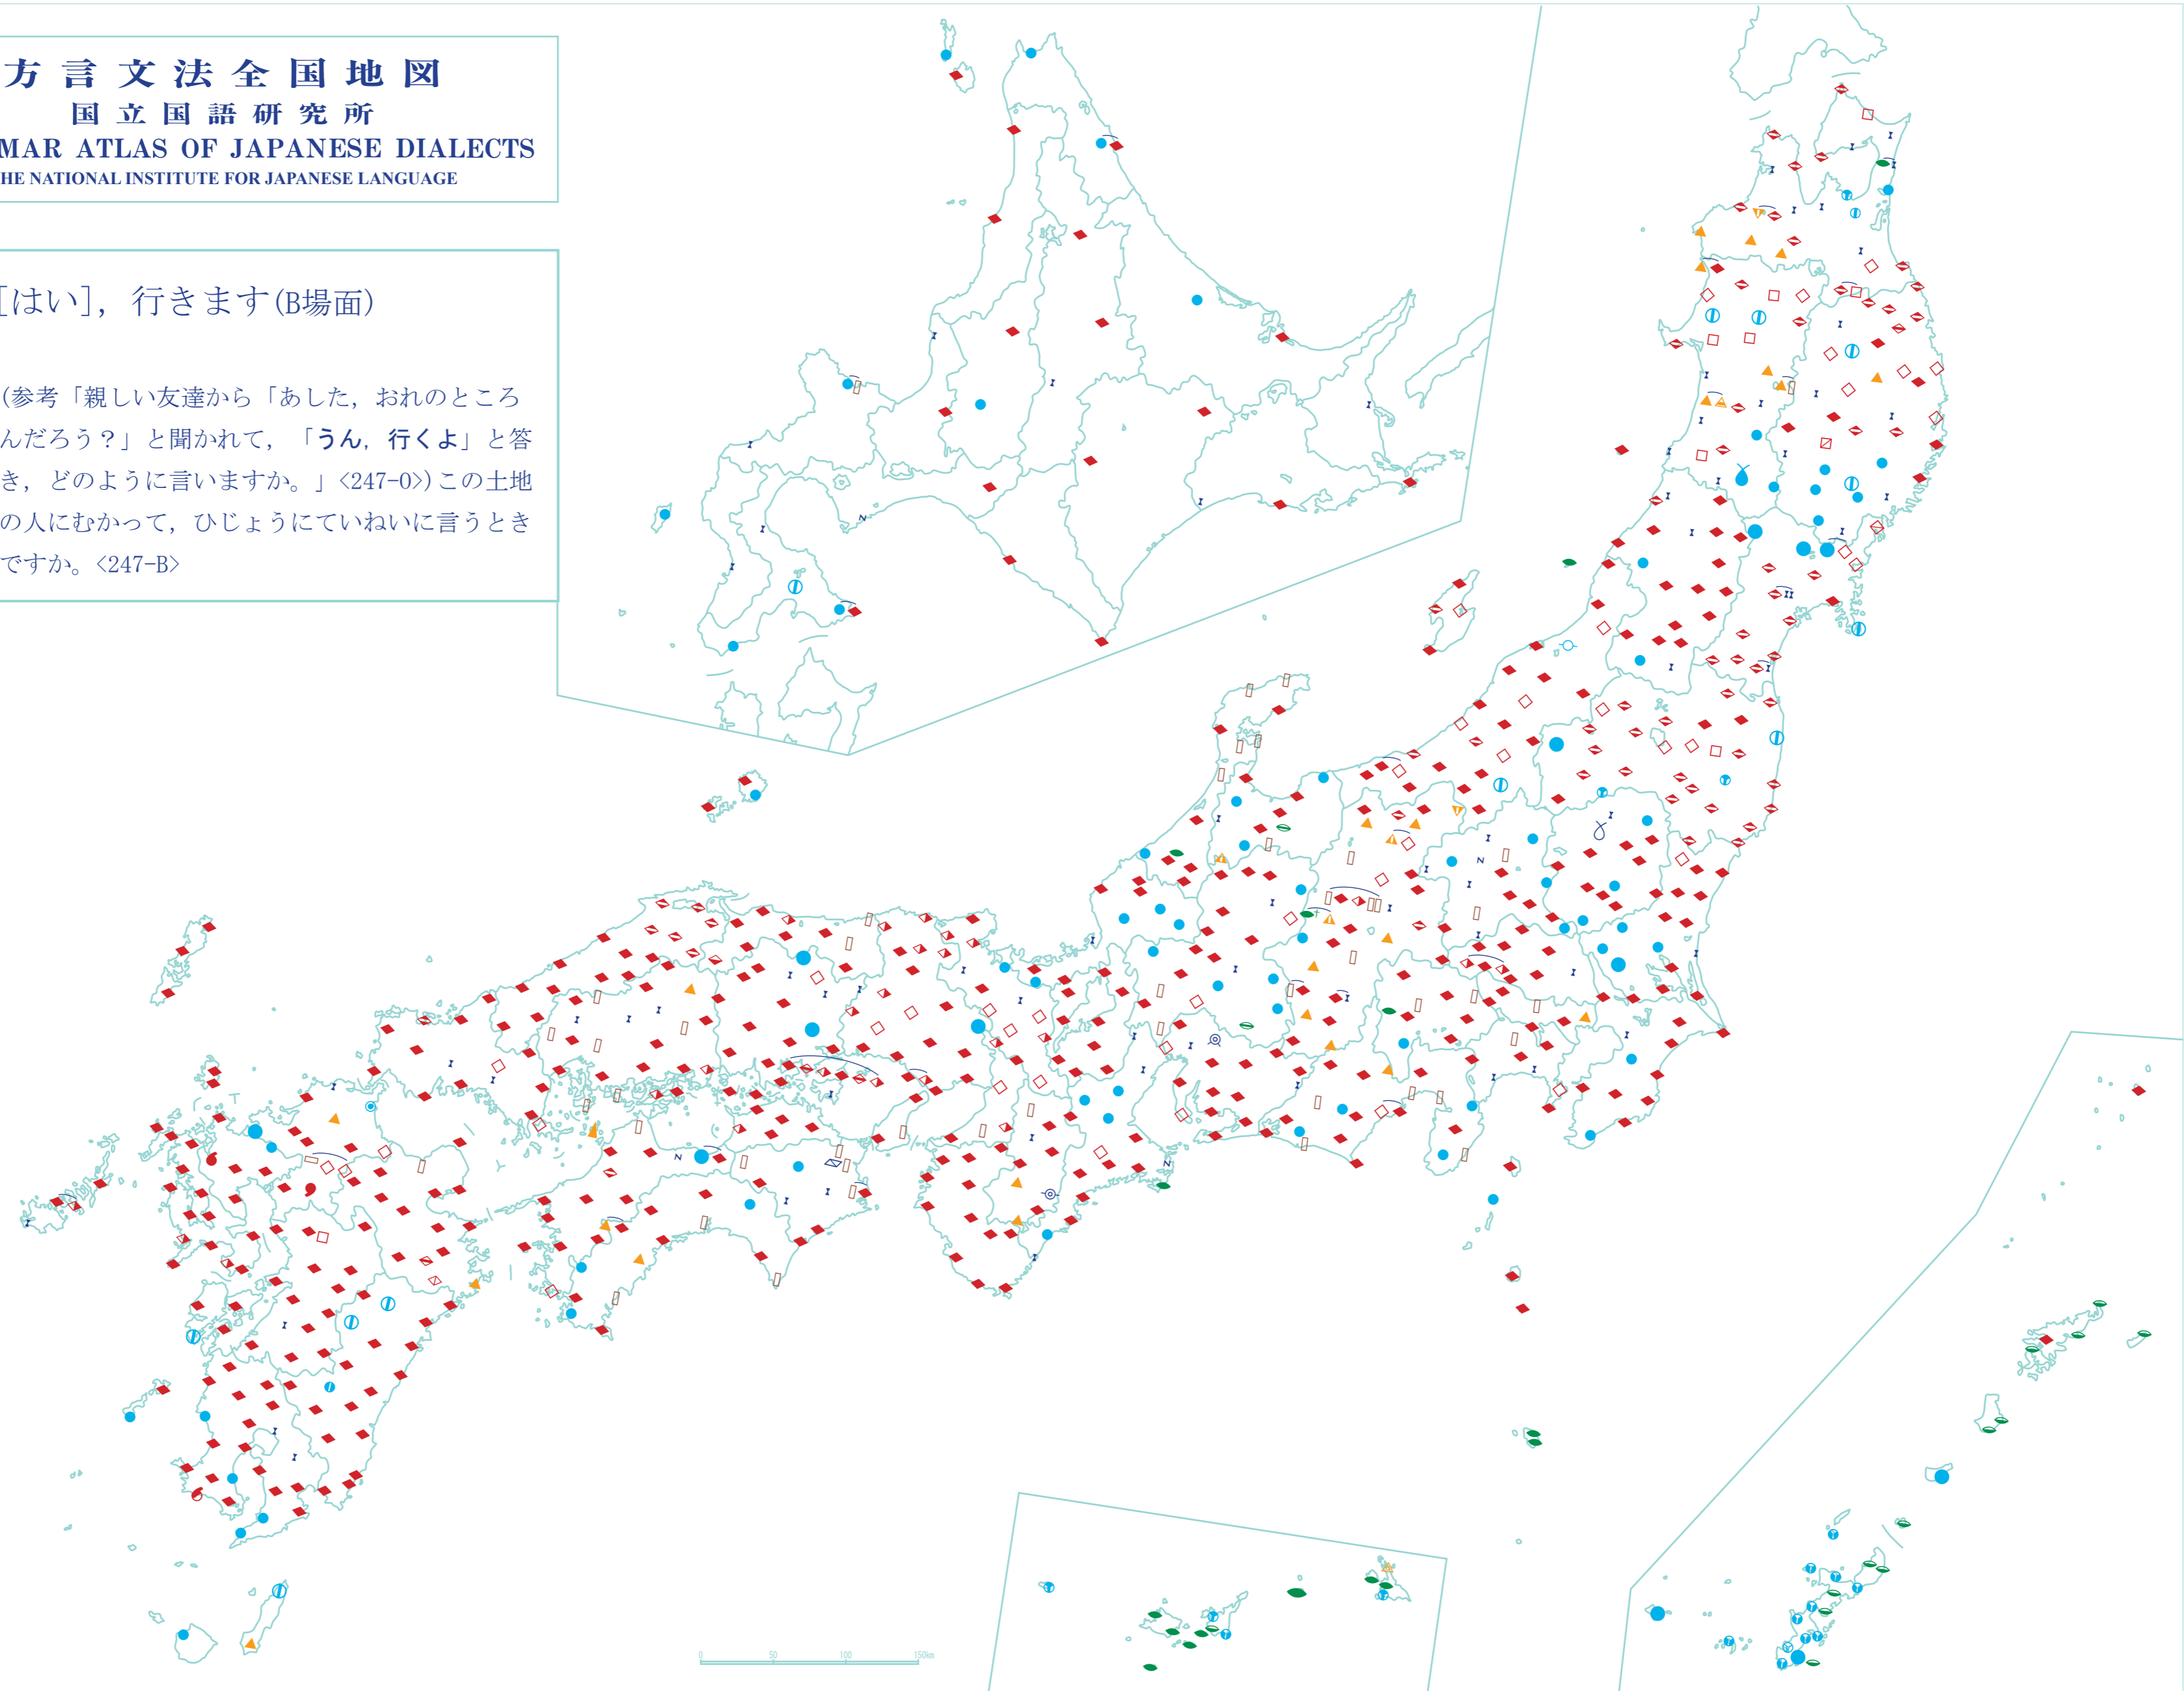 方言文法全国地図
国立国語研究所
MAR ATLAS OF JAPANESE DIALECTS
HE NATIONAL INSTITUTE FOR JAPANESE LANGUAGE
[はい], 行きます(B場面)
(参考「親しい友達から「あした, おれのところ
んだろう？」と聞かれて, 「うん, 行くよ」と答
き, どのように言いますか。」<247-0>)この土地
の人にむかって, ひじょうにていねいに言うとき
ですか。<247-B>
0 50 100 150km